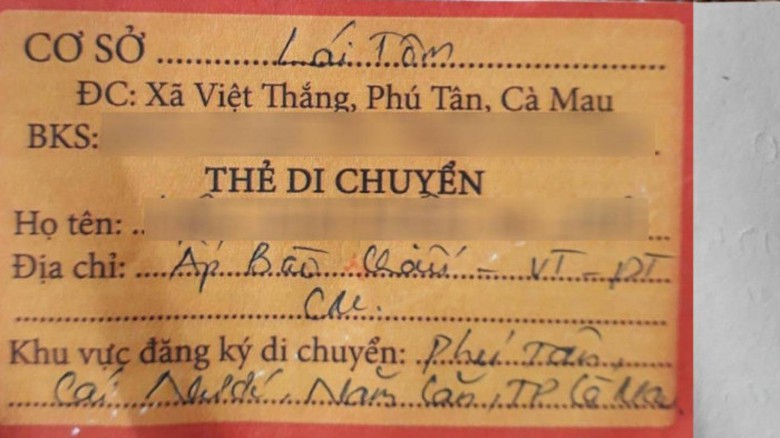 CƠ SỞ Lái Tâm
ĐC: Xã Việt Thắng, Phú Tân, Cà Mau
BKS:
THẺ DI CHUYỂN
Họ tên:
Địa chỉ: Ấp Bào Chấu - VT - PT
CM.
Khu vực đăng ký di chuyển: Phú Tân,
Cái Nước, Năm Căn, TP Cà Mau